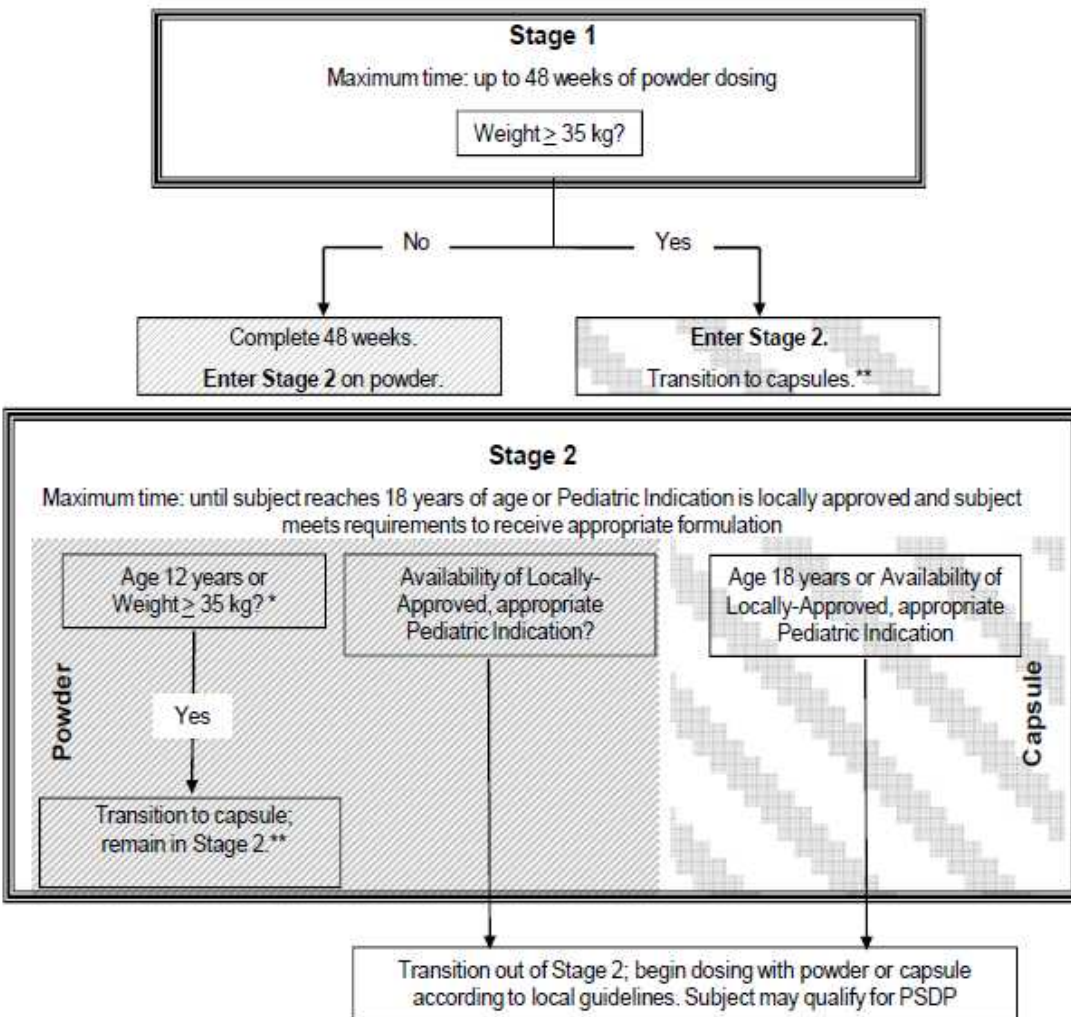 Stage 1
Maximum time: up to 48 weeks of powder dosing
Weight ≥ 35 kg?
No
Yes
Complete 48 weeks.
Enter Stage 2 on powder.
Enter Stage 2.
Transition to capsules.**
Stage 2
Maximum time: until subject reaches 18 years of age or Pediatric Indication is locally approved and subject
meets requirements to receive appropriate formulation
Powder
Age 12 years or
Weight ≥ 35 kg? *
Yes
Transition to capsule;
remain in Stage 2.**
Availability of Locally-
Approved, appropriate
Pediatric Indication?
Age 18 years or Availability of
Locally-Approved, appropriate
Pediatric Indication
Capsule
Transition out of Stage 2; begin dosing with powder or capsule
according to local guidelines. Subject may qualify for PSDP